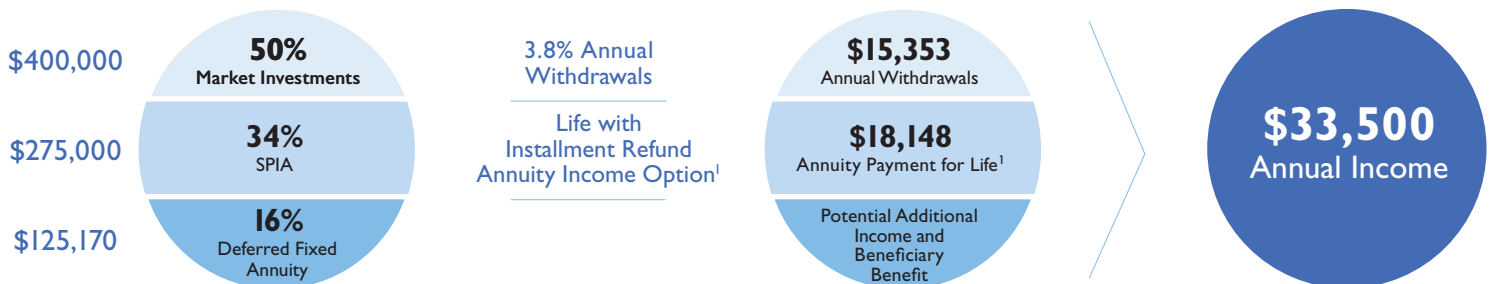 $400,000
$275,000
$125,170
50%
Market Investments
34%
SPIA
16%
Deferred Fixed
Annuity
3.8% Annual
Withdrawals
Life with
Installment Refund
Annuity Income Option¹
$15,353
Annual Withdrawals
$18,148
Annuity Payment for Life¹
Potential Additional
Income and
Beneficiary
Benefit
$33,500
Annual Income